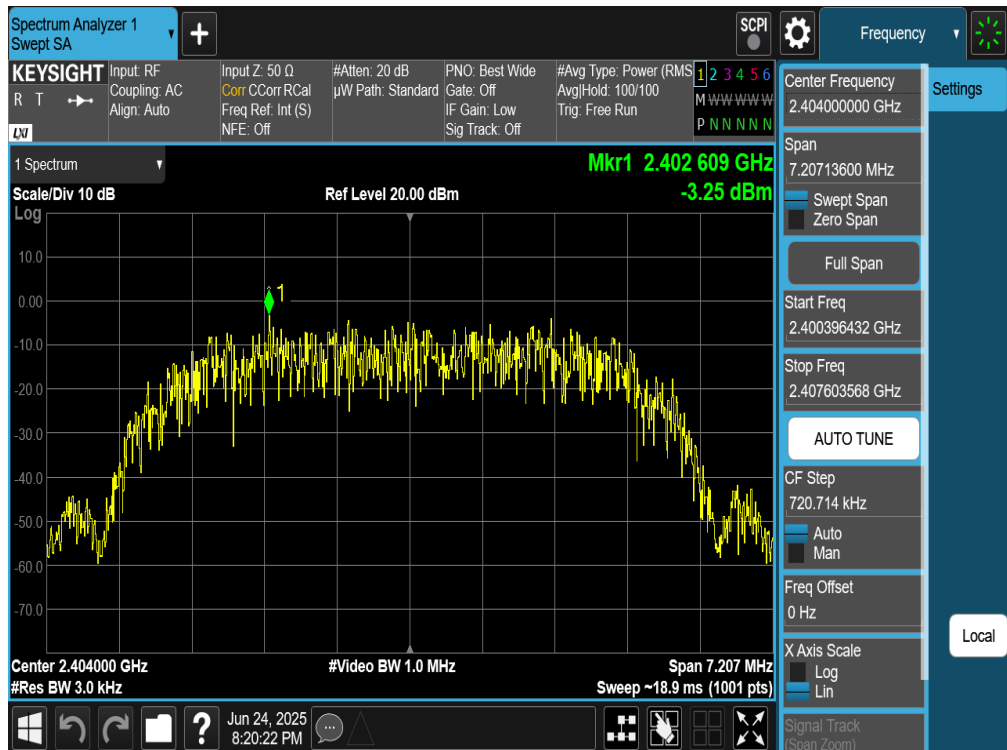 Spectrum Analyzer 1
Swept SA
+
SCPI
Frequency
KEYSIGHT
R T
LXI
Input: RF
Coupling: AC
Align: Auto
Input Z: 50 Ω
Corr CCorr RCal
Freq Ref: Int (S)
NFE: Off
#Atten: 20 dB
µW Path: Standard
PNO: Best Wide
Gate: Off
IF Gain: Low
Sig Track: Off
#Avg Type: Power (RMS
Avg|Hold: 100/100
Trig: Free Run
1 2 3 4 5 6
M W W W W W
P N N N N N
1 Spectrum
Mkr1 2.402 609 GHz
Scale/Div 10 dB
Ref Level 20.00 dBm
-3.25 dBm
Log
1
10.0
0.00
-10.0
-20.0
-30.0
-40.0
-50.0
-60.0
-70.0
Center 2.404000 GHz
#Video BW 1.0 MHz
Span 7.207 MHz
#Res BW 3.0 kHz
Sweep ~18.9 ms (1001 pts)
Settings
Center Frequency
2.404000000 GHz
Span
7.20713600 MHz
Swept Span
Zero Span
Full Span
Start Freq
2.400396432 GHz
Stop Freq
2.407603568 GHz
AUTO TUNE
CF Step
720.714 kHz
Auto
Man
Freq Offset
0 Hz
X Axis Scale
Log
Lin
Signal Track
(Span Zoom)
Local
?
Jun 24, 2025
8:20:22 PM